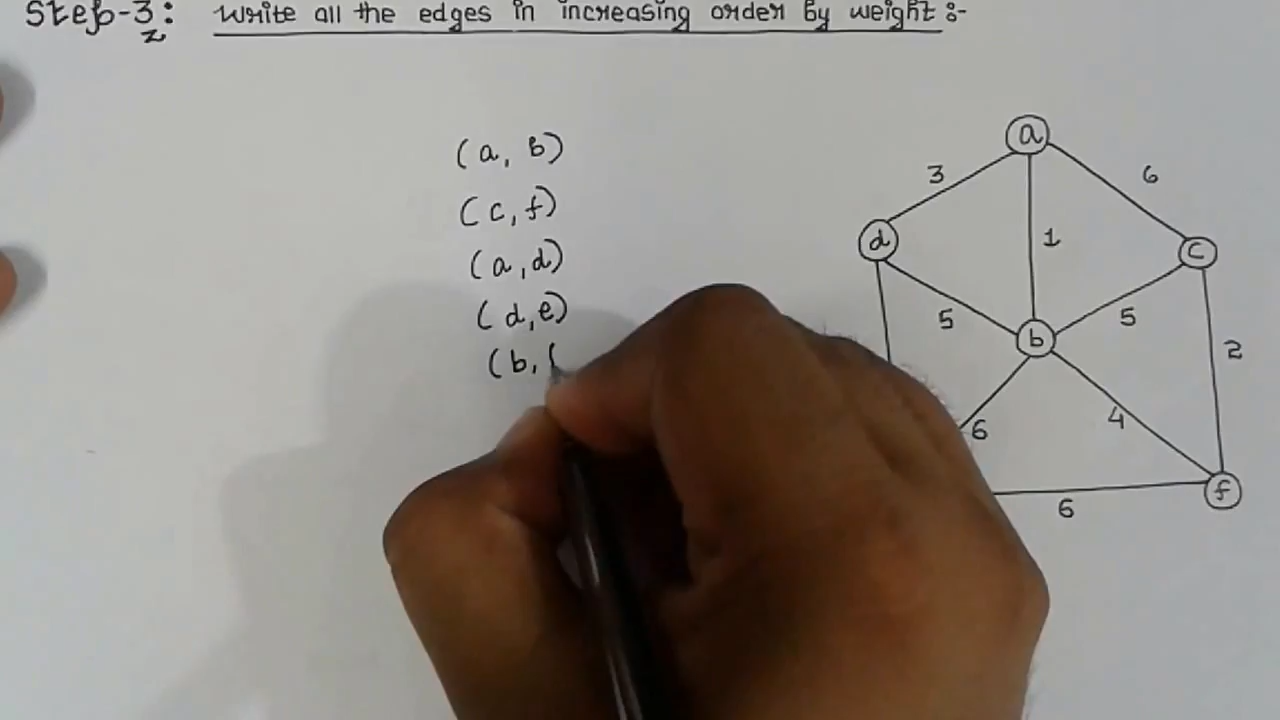 Step-3: Write all the edges in increasing order by weight :-
(a, b)
(c, f)
(a, d)
(d, e)
(b,
a
3
6
d
1
c
5
5
b
2
6
4
f
6